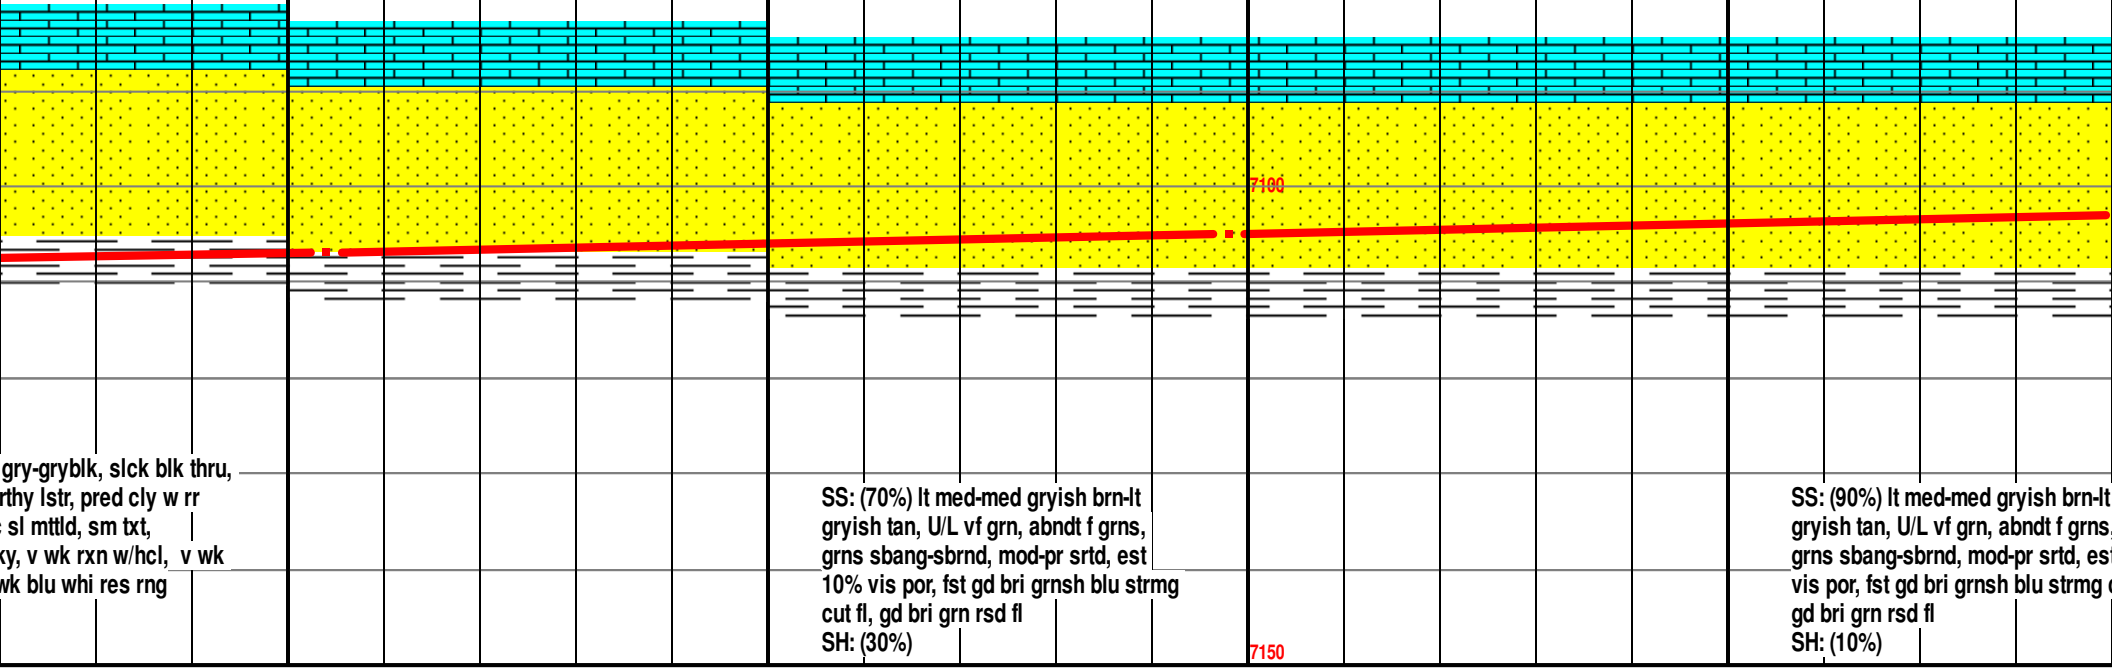 7100
gry-gryblk, slck blk thru,
rthy lstr, pred cly w rr
sl mttld, sm txt,
ky, v wk rxn w/hcl, v wk
wk blu whi res rng
SS: (70%) lt med-med gryish brn-lt
gryish tan, U/L vf grn, abndt f grns,
grns sbang-sbrnd, mod-pr srtd, est
10% vis por, fst gd bri grnsh blu strmg
cut fl, gd bri grn rsd fl
SH: (30%)
7150
SS: (90%) lt med-med gryish brn-lt
gryish tan, U/L vf grn, abndt f grns,
grns sbang-sbrnd, mod-pr srtd, est
vis por, fst gd bri grnsh blu strmg
gd bri grn rsd fl
SH: (10%)